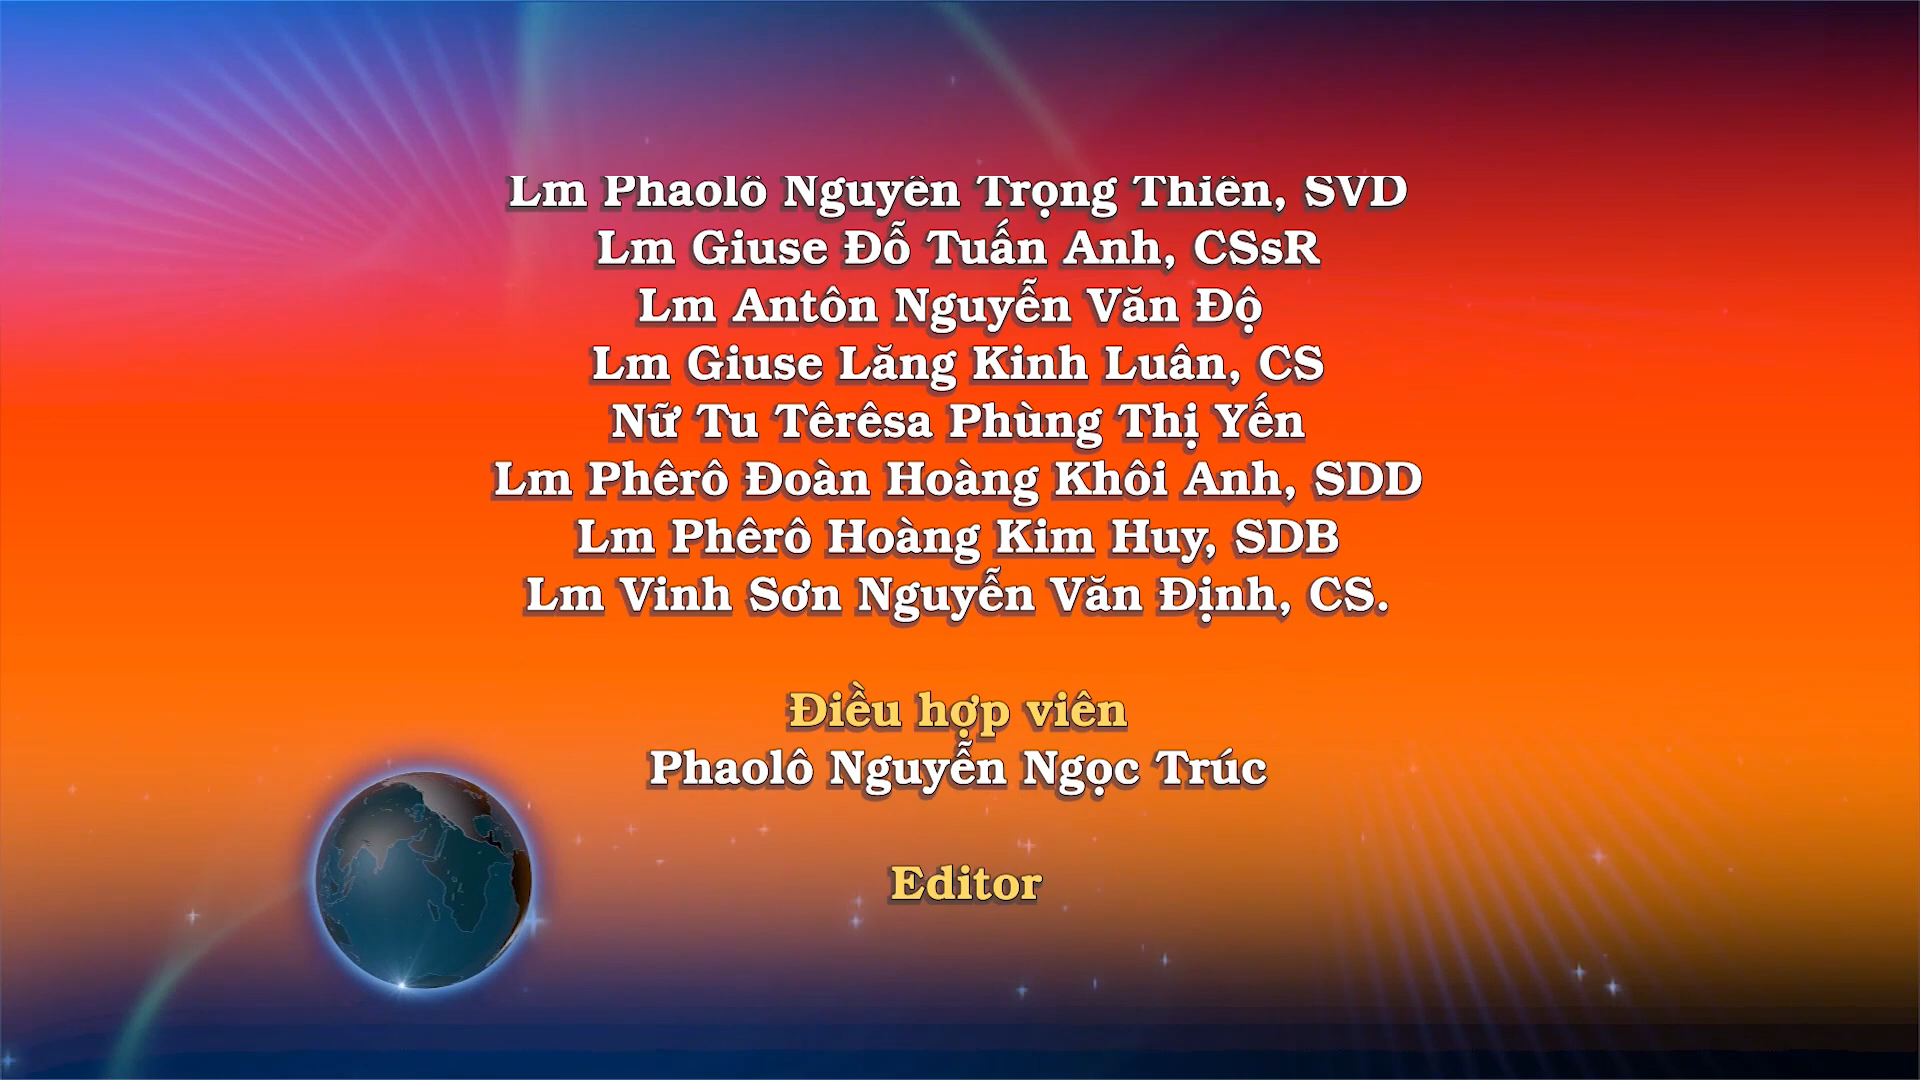 Lm Phaolô Nguyễn Trọng Thiên, SVD
Lm Giuse Đỗ Tuấn Anh, CSsR
Lm Antôn Nguyễn Văn Độ
Lm Giuse Lăng Kinh Luân, CS
Nữ Tu Têrêsa Phùng Thị Yến
Lm Phêrô Đoàn Hoàng Khôi Anh, SDD
Lm Phêrô Hoàng Kim Huy, SDB
Lm Vinh Sơn Nguyễn Văn Định, CS.
Điều hợp viên
Phaolô Nguyễn Ngọc Trúc
Editor